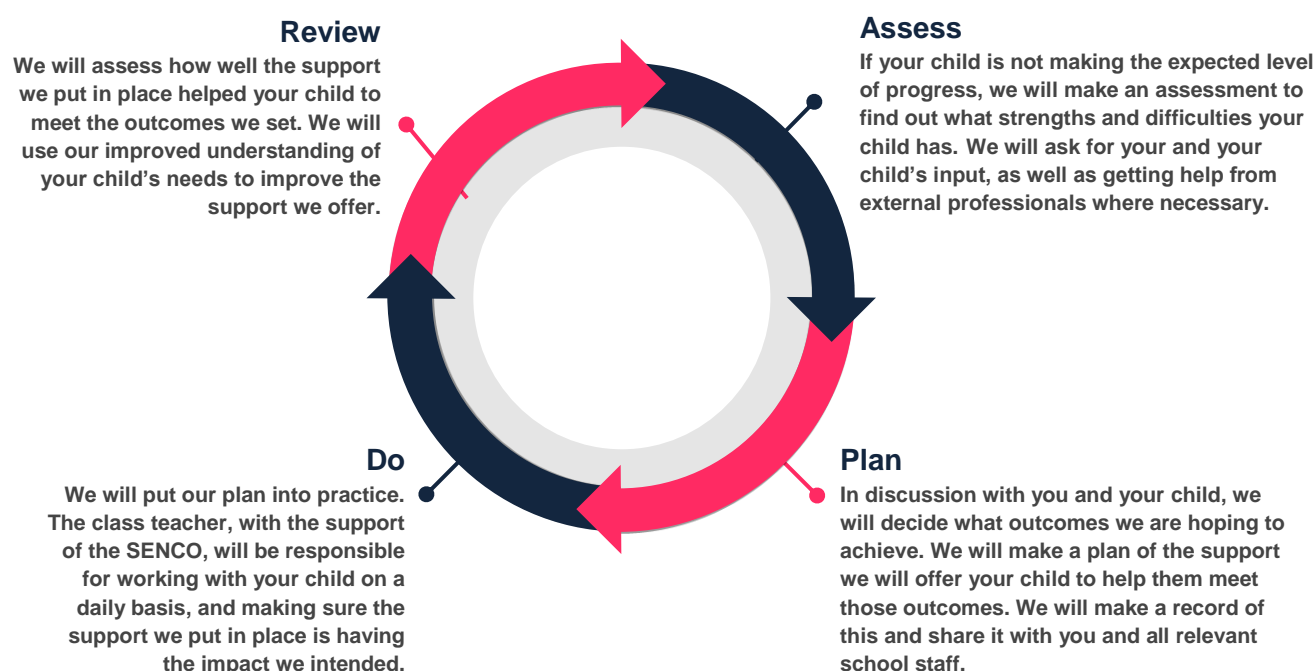 Review
We will assess how well the support
we put in place helped your child to
meet the outcomes we set. We will
use our improved understanding of
your child’s needs to improve the
support we offer.
Assess
If your child is not making the expected level
of progress, we will make an assessment to
find out what strengths and difficulties your
child has. We will ask for your and your
child’s input, as well as getting help from
external professionals where necessary.
Do
We will put our plan into practice.
The class teacher, with the support
of the SENCO, will be responsible
for working with your child on a
daily basis, and making sure the
support we put in place is having
the impact we intended.
Plan
In discussion with you and your child, we
will decide what outcomes we are hoping to
achieve. We will make a plan of the support
we will offer your child to help them meet
those outcomes. We will make a record of
this and share it with you and all relevant
school staff.